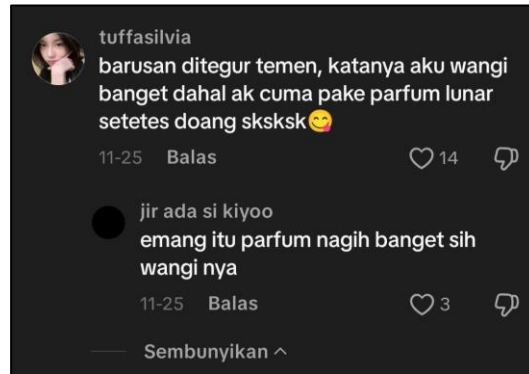 tuffasilvia
barusan ditegur temen, katanya aku wangi
banget dahal ak cuma pake parfum lunar
setetes doang sksksk😋
11-25 Balas 14
jir ada si kiyoo
emang itu parfum nagih banget sih
wangi nya
11-25 Balas 3
Sembunyikan